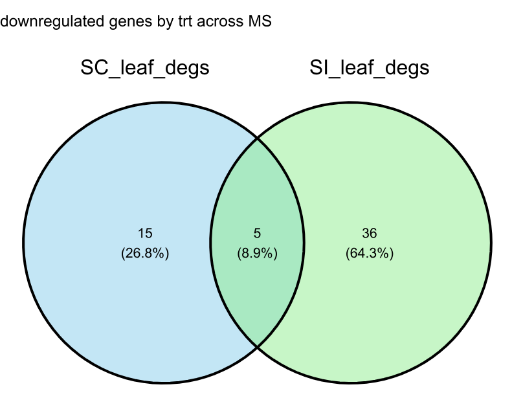 downregulated genes by trt across MS
SC_leaf_degs SI_leaf_degs
15 5 36
(26.8%) (8.9%) (64.3%)